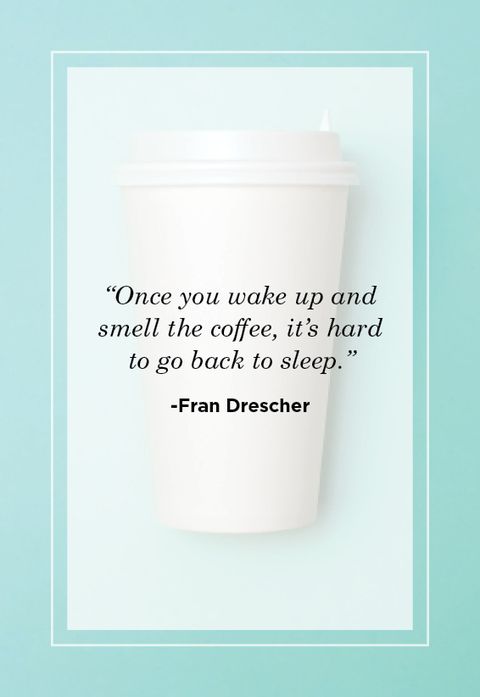 “Once you wake up and
smell the coffee, it’s hard
to go back to sleep.”
-Fran Drescher